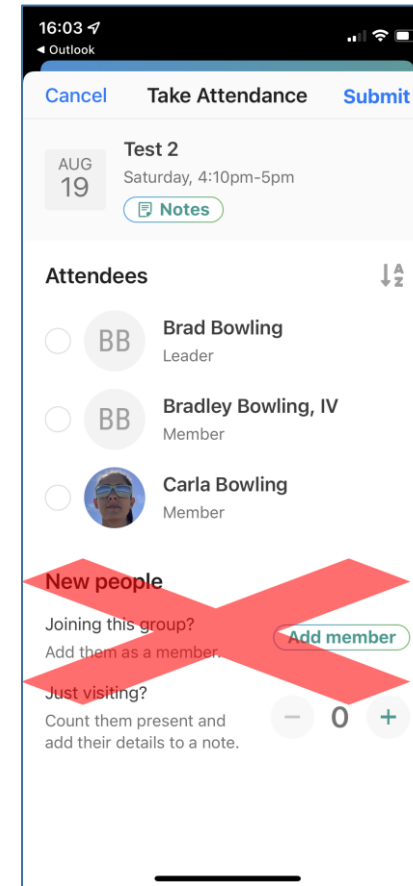 16:03
◄ Outlook
Cancel Take Attendance Submit
AUG
19
Test 2
Saturday, 4:10pm-5pm
Notes
Attendees
A
Z
BB
Brad Bowling
Leader
BB
Bradley Bowling, IV
Member
Carla Bowling
Member
New people
Joining this group?
Add them as a member.
Add member
Just visiting?
Count them present and
add their details to a note.
− 0 +